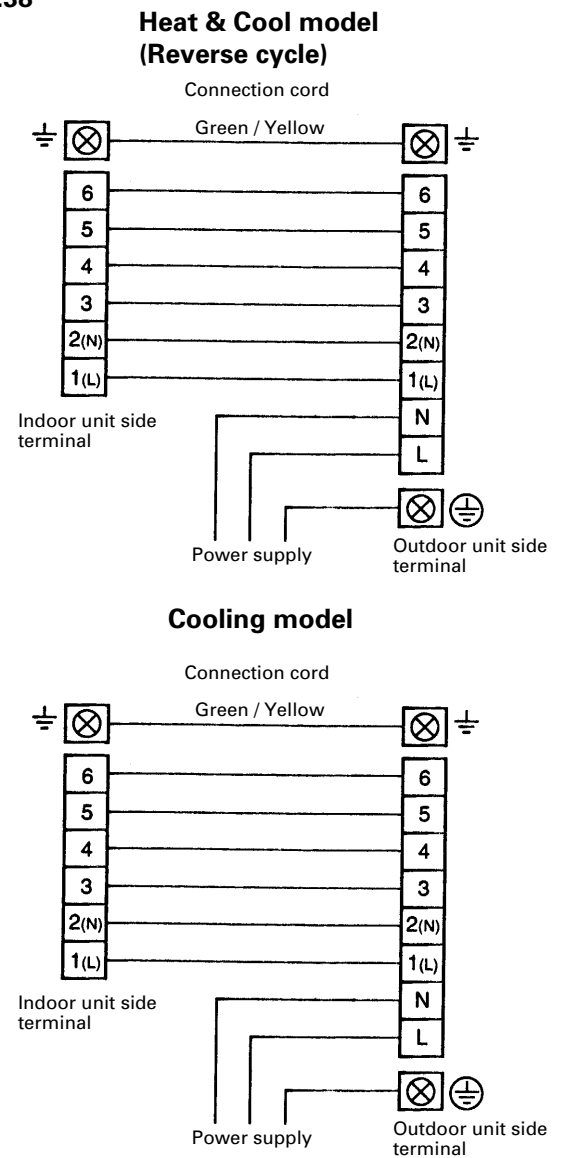 Heat & Cool model
(Reverse cycle)
Connection cord
Green / Yellow
6 6
5 5
4 4
3 3
2(N) 2(N)
1(L) 1(L)
Indoor unit side
terminal
N
L
Power supply
Outdoor unit side
terminal
Cooling model
Connection cord
Green / Yellow
6 6
5 5
4 4
3 3
2(N) 2(N)
1(L) 1(L)
Indoor unit side
terminal
N
L
Power supply
Outdoor unit side
terminal